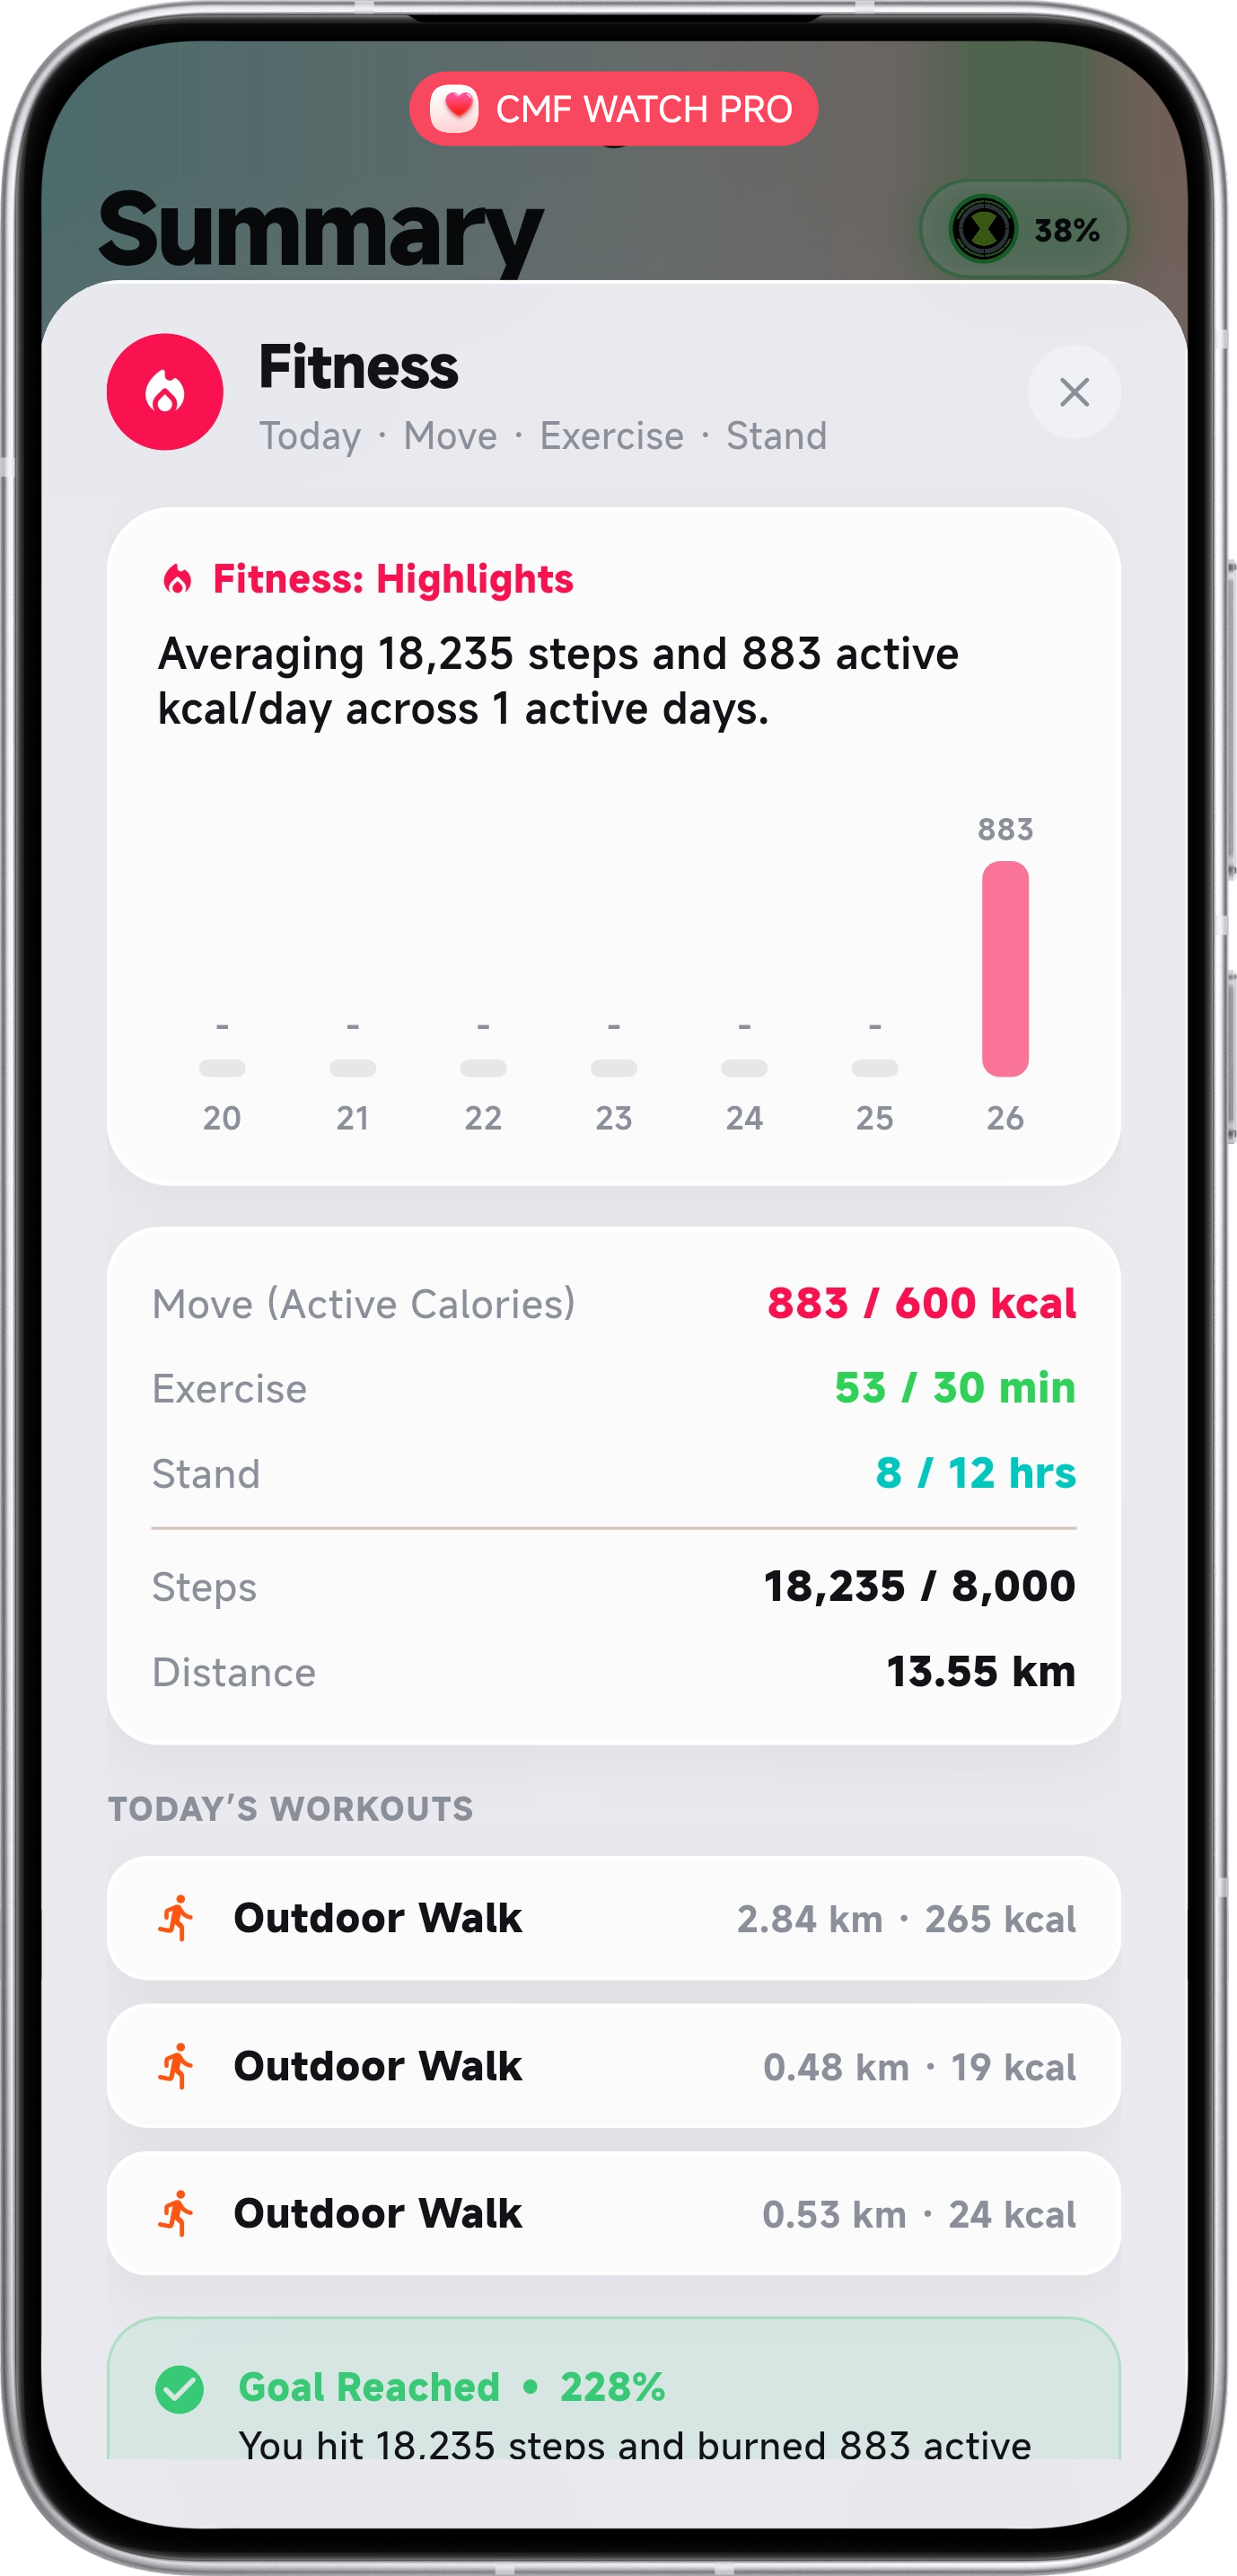 CMF WATCH PRO
Summary
38%
Fitness
Today · Move · Exercise · Stand
Fitness: Highlights
Averaging 18,235 steps and 883 active
kcal/day across 1 active days.
883
- - - - - -
20 21 22 23 24 25 26
Move (Active Calories) 883 / 600 kcal
Exercise 53 / 30 min
Stand 8 / 12 hrs
Steps 18,235 / 8,000
Distance 13.55 km
TODAY’S WORKOUTS
Outdoor Walk 2.84 km · 265 kcal
Outdoor Walk 0.48 km · 19 kcal
Outdoor Walk 0.53 km · 24 kcal
Goal Reached • 228%
You hit 18,235 steps and burned 883 active